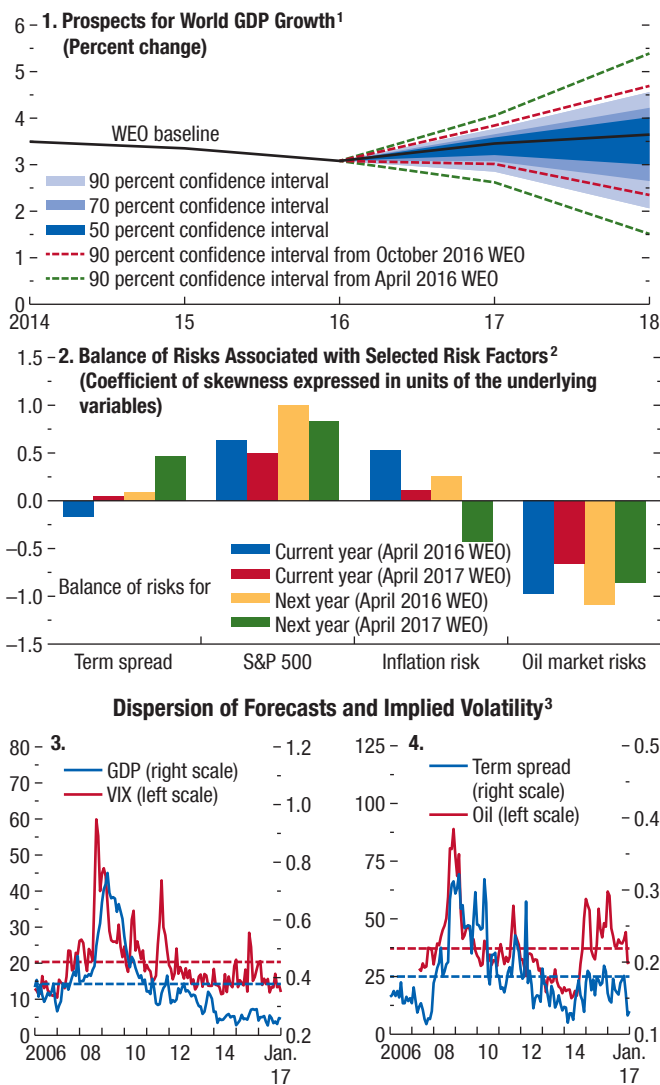 1. Prospects for World GDP Growth1
(Percent change)
6
5
4
3
2
1
0
WEO baseline
90 percent confidence interval
70 percent confidence interval
50 percent confidence interval
90 percent confidence interval from October 2016 WEO
90 percent confidence interval from April 2016 WEO
2014 15 16 17 18
2. Balance of Risks Associated with Selected Risk Factors2
(Coefficient of skewness expressed in units of the underlying
variables)
1.5
1.0
0.5
0.0
–0.5
–1.0
–1.5
Balance of risks for
Current year (April 2016 WEO)
Current year (April 2017 WEO)
Next year (April 2016 WEO)
Next year (April 2017 WEO)
Term spread S&P 500 Inflation risk Oil market risks
Dispersion of Forecasts and Implied Volatility3
3.
GDP (right scale)
VIX (left scale)
80
70
60
50
40
30
20
10
0
1.2
1.0
0.8
0.6
0.4
0.2
2006 08 10 12 14 Jan.
17
4.
Term spread
(right scale)
Oil (left scale)
125
100
75
50
25
0
0.5
0.4
0.3
0.2
0.1
2006 08 10 12 14 Jan.
17